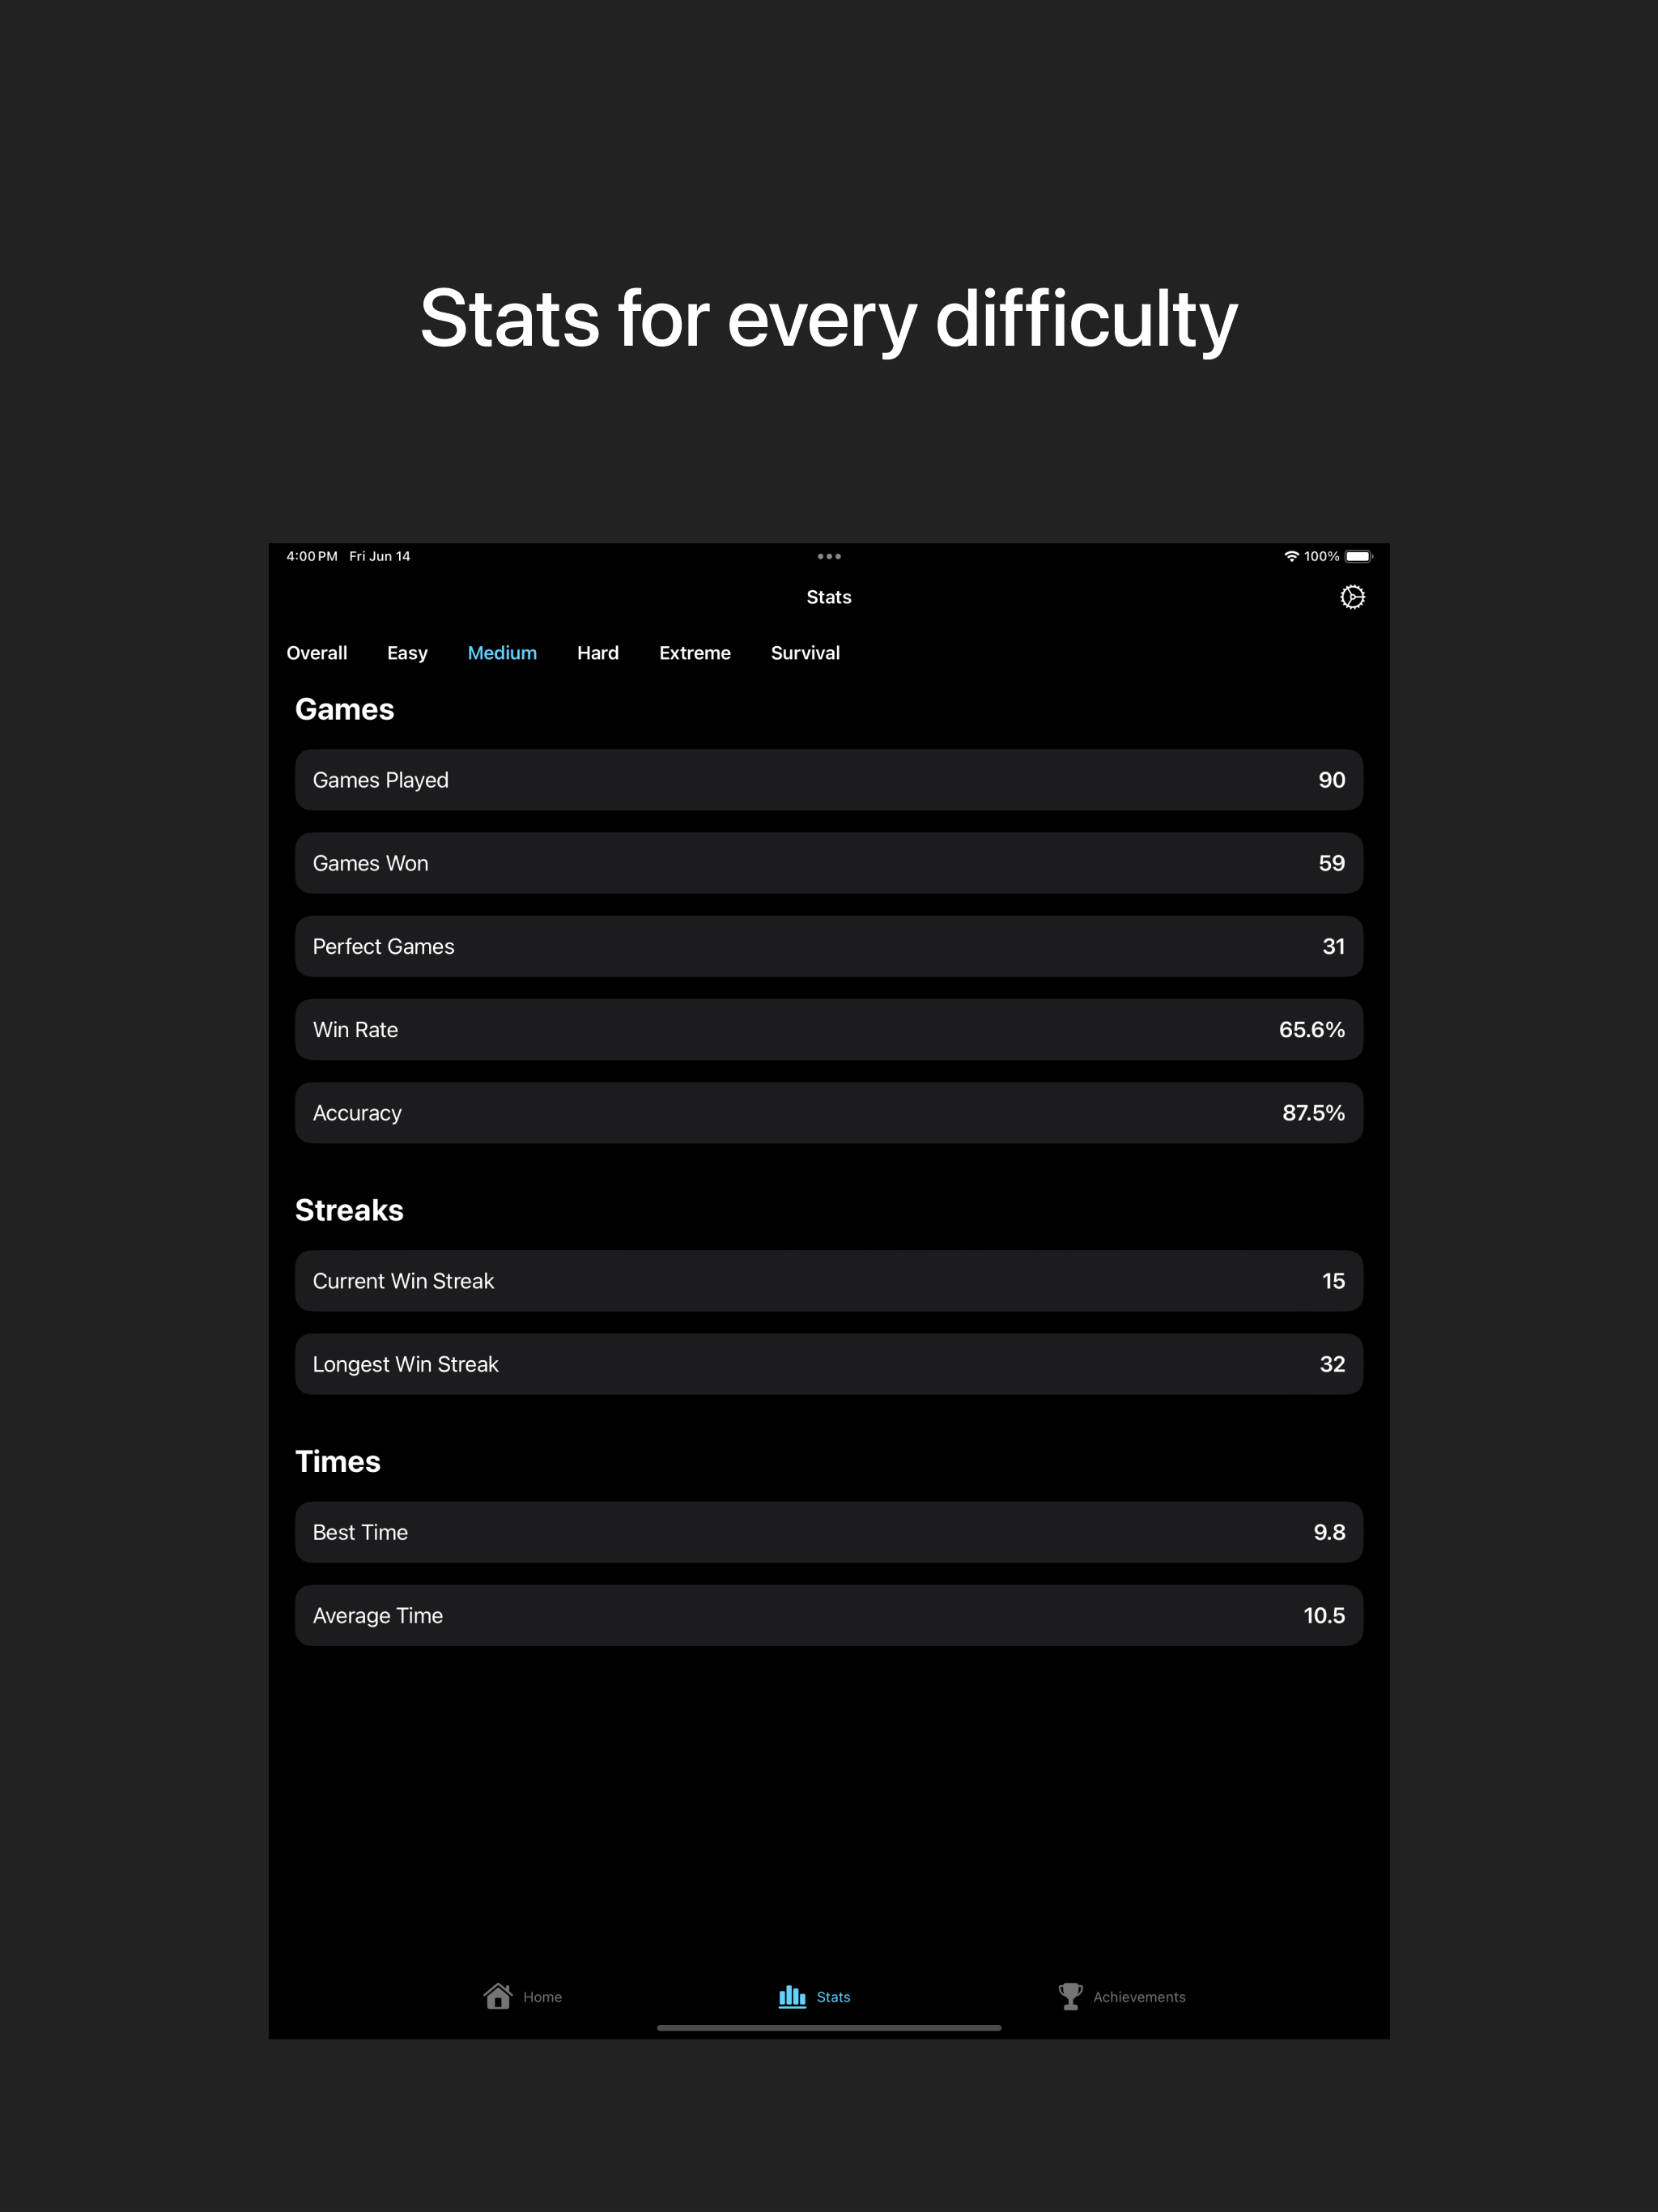 Stats for every difficulty
4:00 PM Fri Jun 14 100%
Stats
Overall Easy Medium Hard Extreme Survival
Games
Games Played 90
Games Won 59
Perfect Games 31
Win Rate 65.6%
Accuracy 87.5%
Streaks
Current Win Streak 15
Longest Win Streak 32
Times
Best Time 9.8
Average Time 10.5
Home Stats Achievements